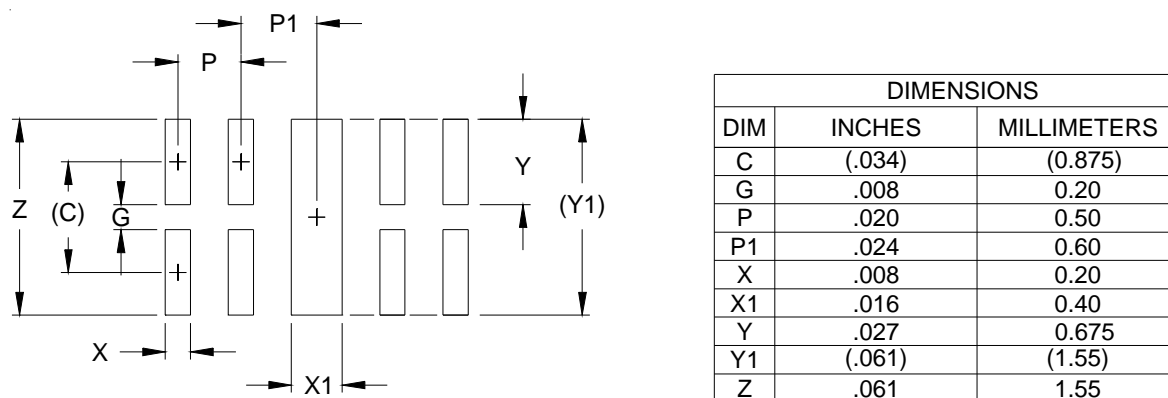 P1
P
Z
(C)
G
Y
(Y1)
X
X1
DIMENSIONS
DIM INCHES MILLIMETERS
C (.034) (0.875)
G .008 0.20
P .020 0.50
P1 .024 0.60
X .008 0.20
X1 .016 0.40
Y .027 0.675
Y1 (.061) (1.55)
Z .061 1.55